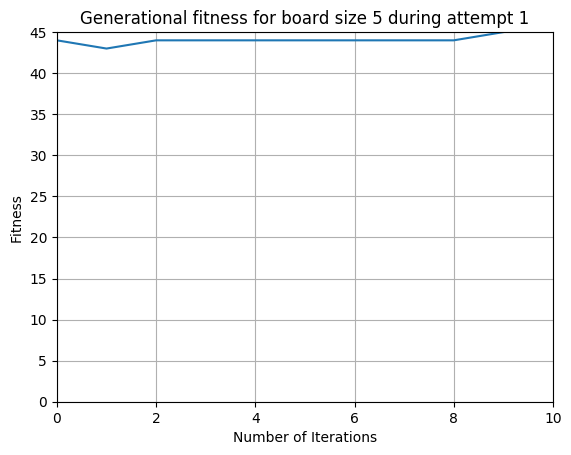 Generational fitness for board size 5 during attempt 1
45
40
35
30
25
20
15
10
5
0
Fitness
0 2 4 6 8 10
Number of Iterations